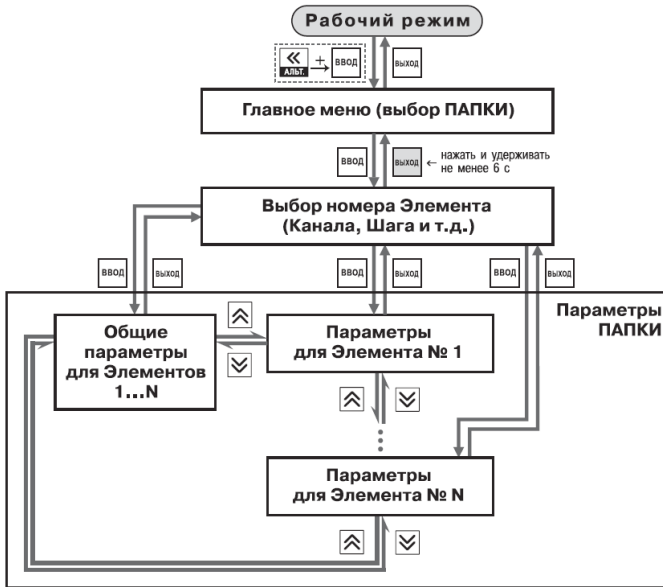 Рабочий режим
« АЛЬТ. + ВВОД
ВЫХОД
Главное меню (выбор ПАПКИ)
ВВОД
ВЫХОД ← нажать и удерживать
не менее 6 с
Выбор номера Элемента
(Канала, Шага и т.д.)
ВВОД ВЫХОД ВВОД ВЫХОД ВВОД ВЫХОД
Параметры
ПАПКИ
Общие
параметры
для Элементов
1...N
Параметры
для Элемента № 1
Параметры
для Элемента № N